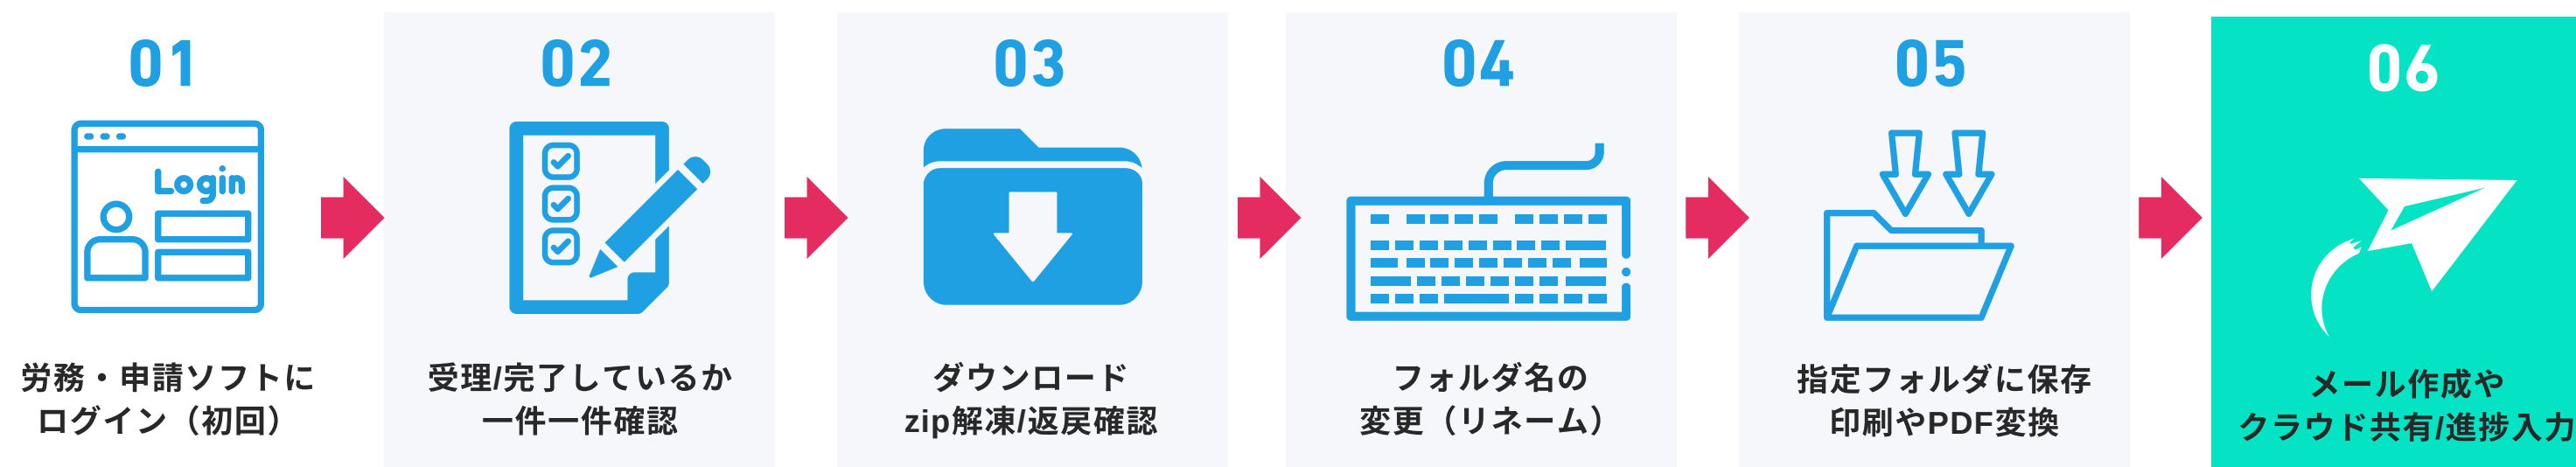 01
Login
労務・申請ソフトに
ログイン（初回）
02
受理/完了しているか
一件一件確認
03
ダウンロード
zip解凍/返戻確認
04
フォルダ名の
変更（リネーム）
05
指定フォルダに保存
印刷やPDF変換
06
メール作成や
クラウド共有/進捗入力